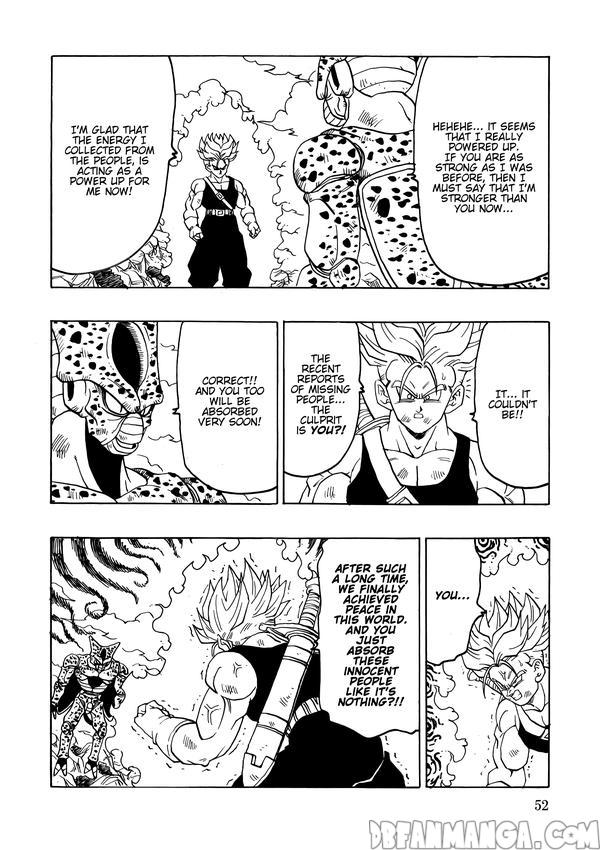 HEHEHE... IT SEEMS
THAT I REALLY
POWERED UP.
IF YOU ARE AS
STRONG AS I WAS
BEFORE, THEN I
MUST SAY THAT I'M
STRONGER THAN
YOU NOW...
I'M GLAD THAT
THE ENERGY I
COLLECTED FROM
THE PEOPLE, IS
ACTING AS A
POWER UP FOR
ME NOW!
IT... IT
COULDN'T
BE!!
THE
RECENT
REPORTS
OF MISSING
PEOPLE...
THE
CULPRIT
IS YOU?!
CORRECT!!
AND YOU TOO
WILL BE
ABSORBED
VERY SOON!
YOU...
AFTER SUCH
A LONG TIME,
WE FINALLY
ACHIEVED
PEACE IN
THIS WORLD.
AND YOU
JUST
ABSORB
THESE
INNOCENT
PEOPLE
LIKE IT'S
NOTHING?!!
52
DBFANMANGA.COM